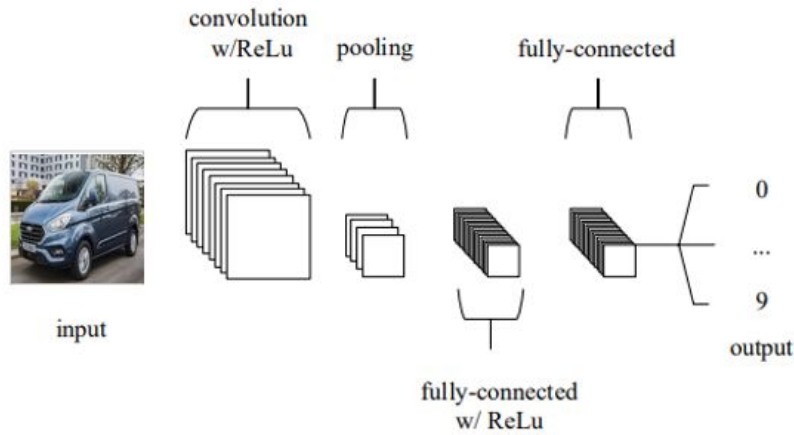 convolution
w/ReLu
pooling
fully-connected
0
...
9
input
output
fully-connected
w/ ReLu